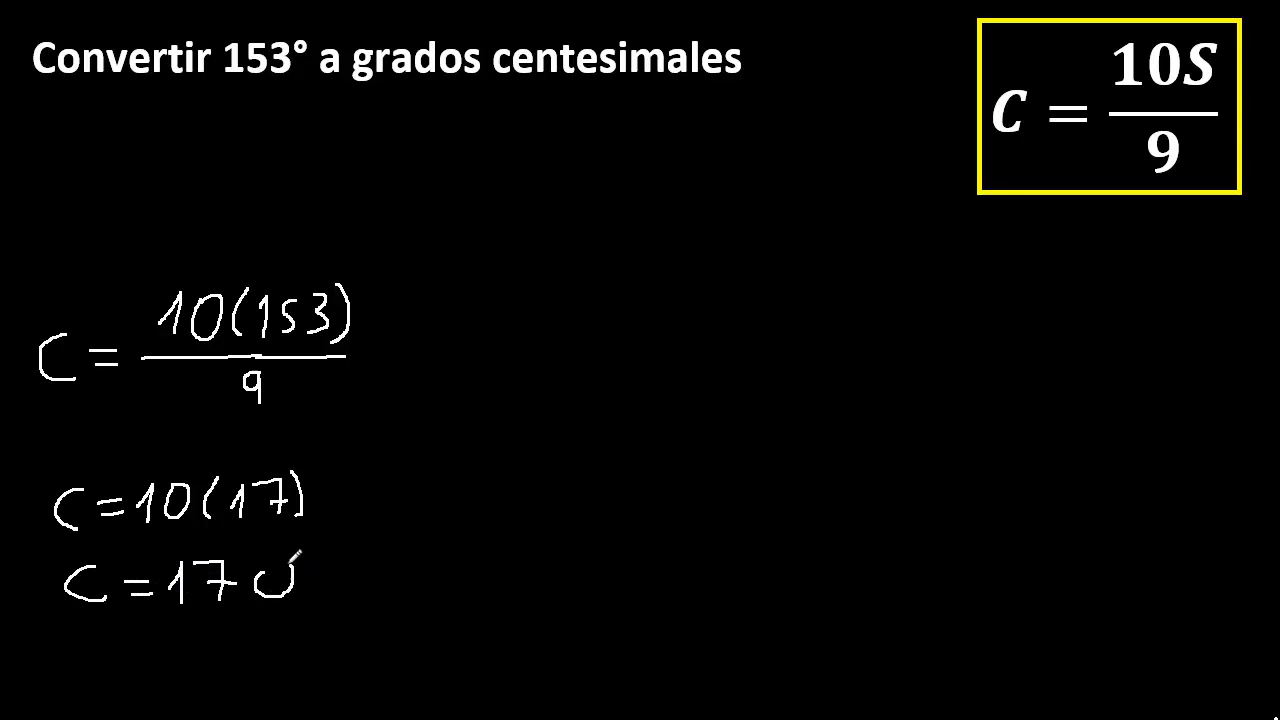 Convertir 153° a grados centesimales
C = 10S / 9
C = 10(153) / 9
C = 10(17)
C = 170